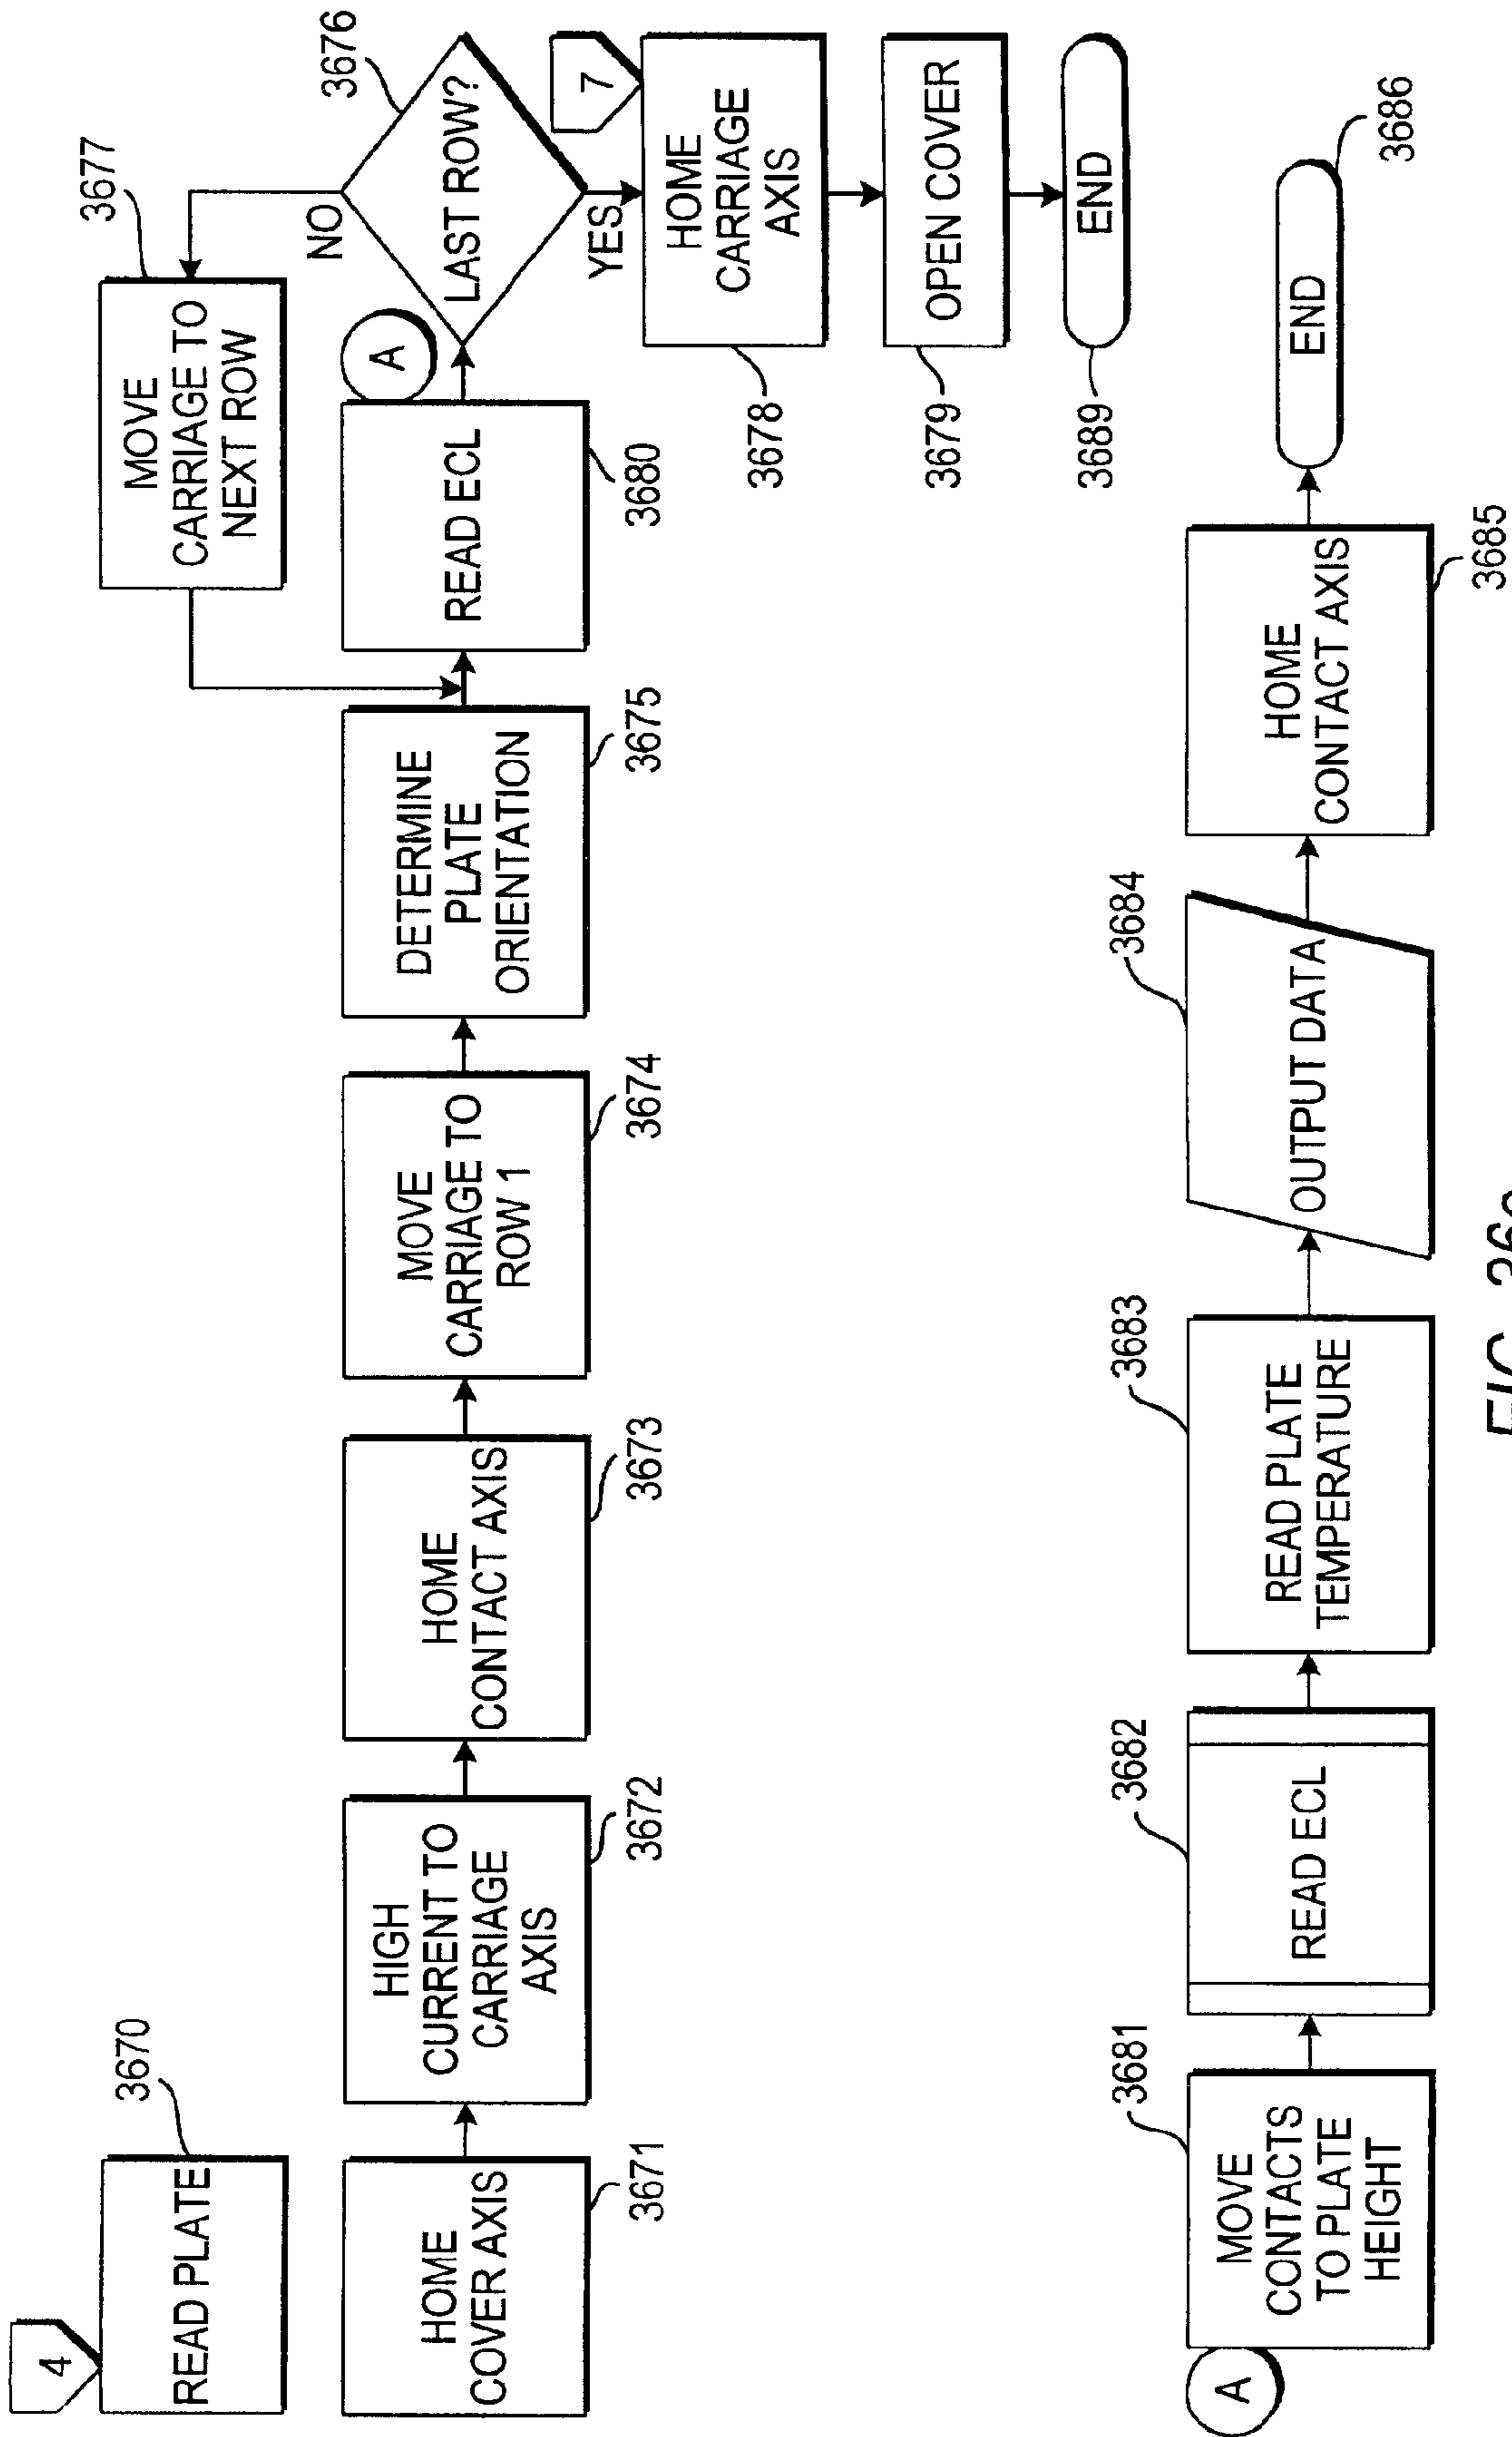 4
READ PLATE
3670
HOME
COVER AXIS
3671
HIGH
CURRENT TO
CARRIAGE
AXIS
3672
HOME
CONTACT AXIS
3673
MOVE
CARRIAGE TO
ROW 1
3674
DETERMINE
PLATE
ORIENTATION
3675
READ ECL
3680
A
LAST ROW?
3676
NO
MOVE
CARRIAGE TO
NEXT ROW
3677
YES
7
HOME
CARRIAGE
AXIS
3678
OPEN COVER
3679
END
3689
A
MOVE
CONTACTS
TO PLATE
HEIGHT
3681
READ ECL
3682
READ PLATE
TEMPERATURE
3683
OUTPUT DATA
3684
HOME
CONTACT AXIS
3685
END
3686
FIG.